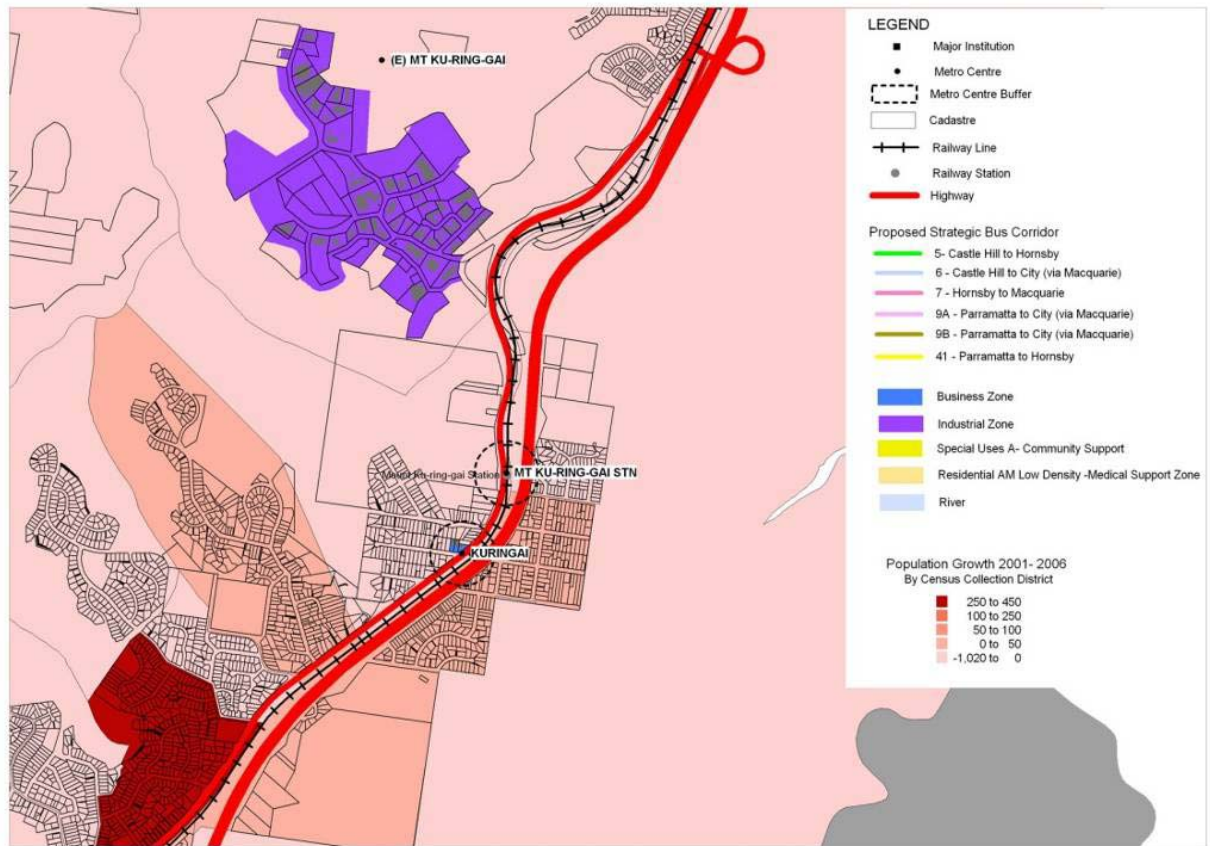 (E) MT KU-RING-GAI
Mount Ku-ring-gai Station
MT KU-RING-GAI STN
KURINGAI
LEGEND
Major Institution
Metro Centre
Metro Centre Buffer
Cadastre
Railway Line
Railway Station
Highway
Proposed Strategic Bus Corridor
5- Castle Hill to Hornsby
6 - Castle Hill to City (via Macquarie)
7 - Hornsby to Macquarie
9A - Parramatta to City (via Macquarie)
9B - Parramatta to City (via Macquarie)
41 - Parramatta to Hornsby
Business Zone
Industrial Zone
Special Uses A- Community Support
Residential AM Low Density -Medical Support Zone
River
Population Growth 2001- 2006
By Census Collection District
250 to 450
100 to 250
50 to 100
0 to 50
-1,020 to 0